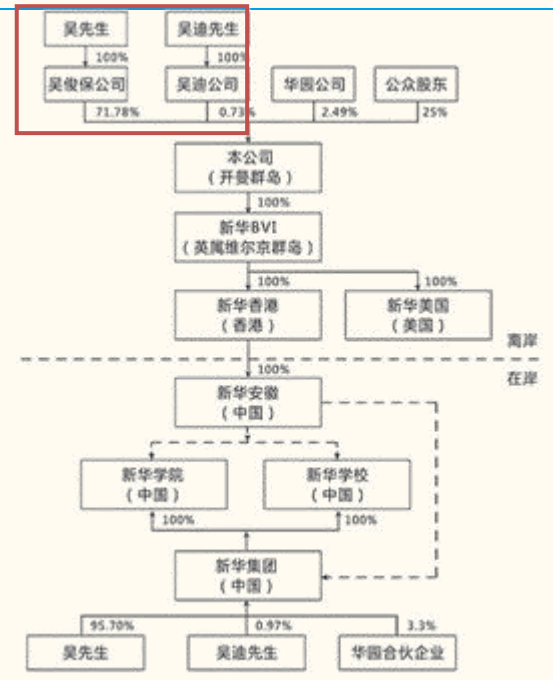 吴先生
吴迪先生
100%
100%
吴俊保公司
吴迪公司
华园公司
公众股东
71.78%
0.73%
2.49%
25%
本公司
(开曼群岛)
100%
新华BVI
(英属维尔京群岛)
100%
100%
新华香港
(香港)
新华美国
(美国)
离岸
在岸
100%
新华安徽
(中国)
新华学院
(中国)
新华学校
(中国)
100%
100%
新华集团
(中国)
95.70%
0.97%
3.3%
吴先生
吴迪先生
华园合伙企业